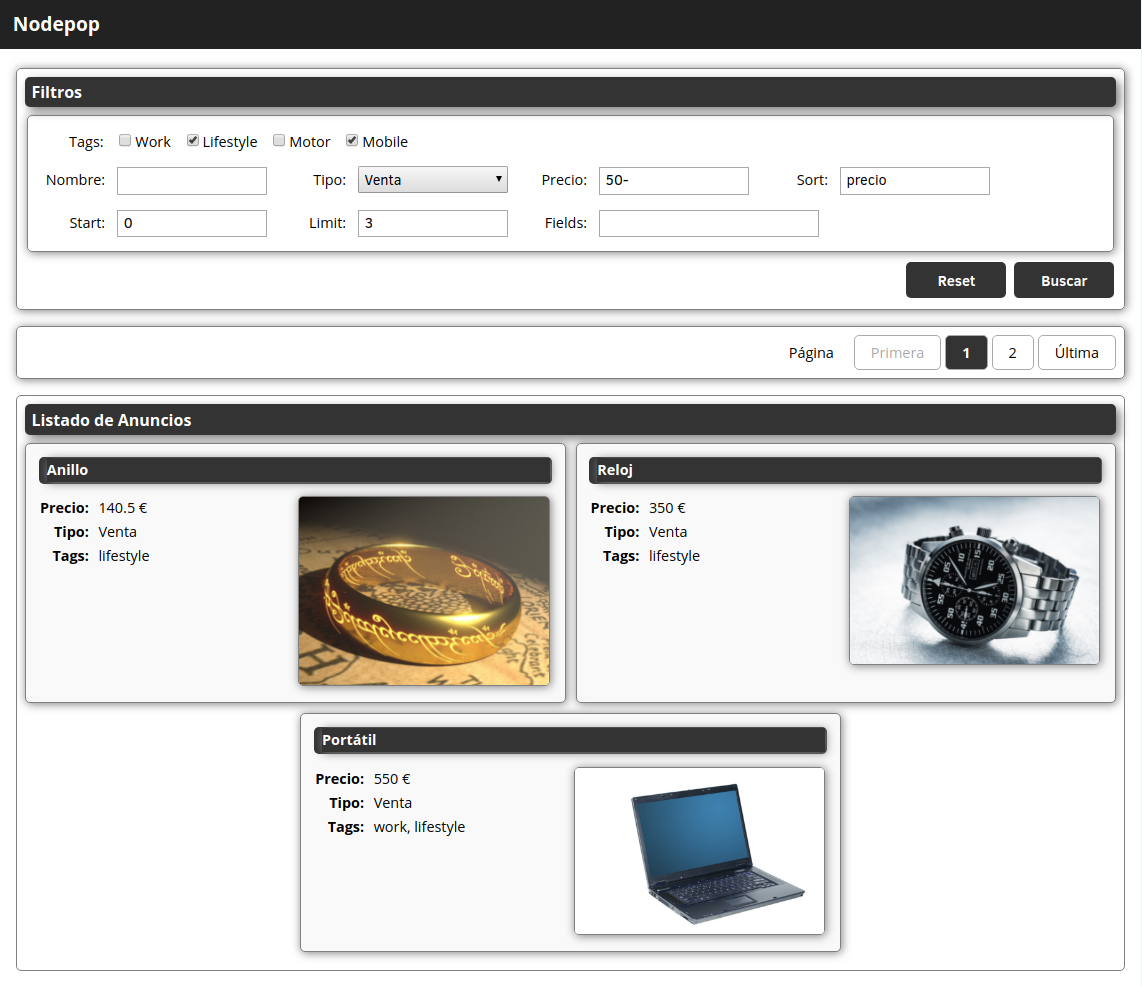 Nodepop
Filtros
Tags: Work Lifestyle Motor Mobile
Nombre: Tipo: Venta Precio: 50- Sort: precio
Start: 0 Limit: 3 Fields:
Reset Buscar
Página Primera 1 2 Última
Listado de Anuncios
Anillo
Precio: 140.5 €
Tipo: Venta
Tags: lifestyle
Reloj
Precio: 350 €
Tipo: Venta
Tags: lifestyle
Portátil
Precio: 550 €
Tipo: Venta
Tags: work, lifestyle